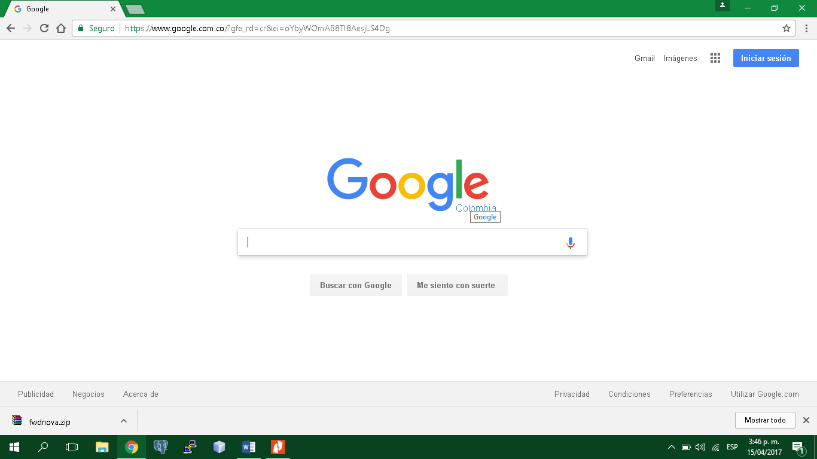 Google
Seguro
https://www.google.com.co/?gfe_rd=cr&ei=oYbyWOmAB8Tl8AesjLS4Dg
Gmail Imágenes Iniciar sesión
Google
Colombia
Google
Buscar con Google Me siento con suerte
Publicidad Negocios Acerca de Privacidad Condiciones Preferencias Utilizar Google.com
fwdnova.zip Mostrar todo
ESP
3:46 p. m.
15/04/2017
1